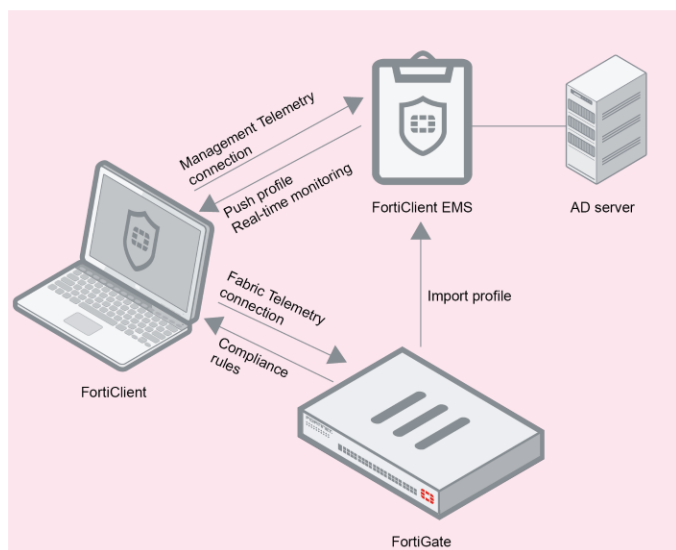 Management Telemetry
connection
Push profile
Real-time monitoring
FortiClient EMS
AD server
Fabric Telemetry
connection
Import profile
Compliance
rules
FortiClient
FortiGate